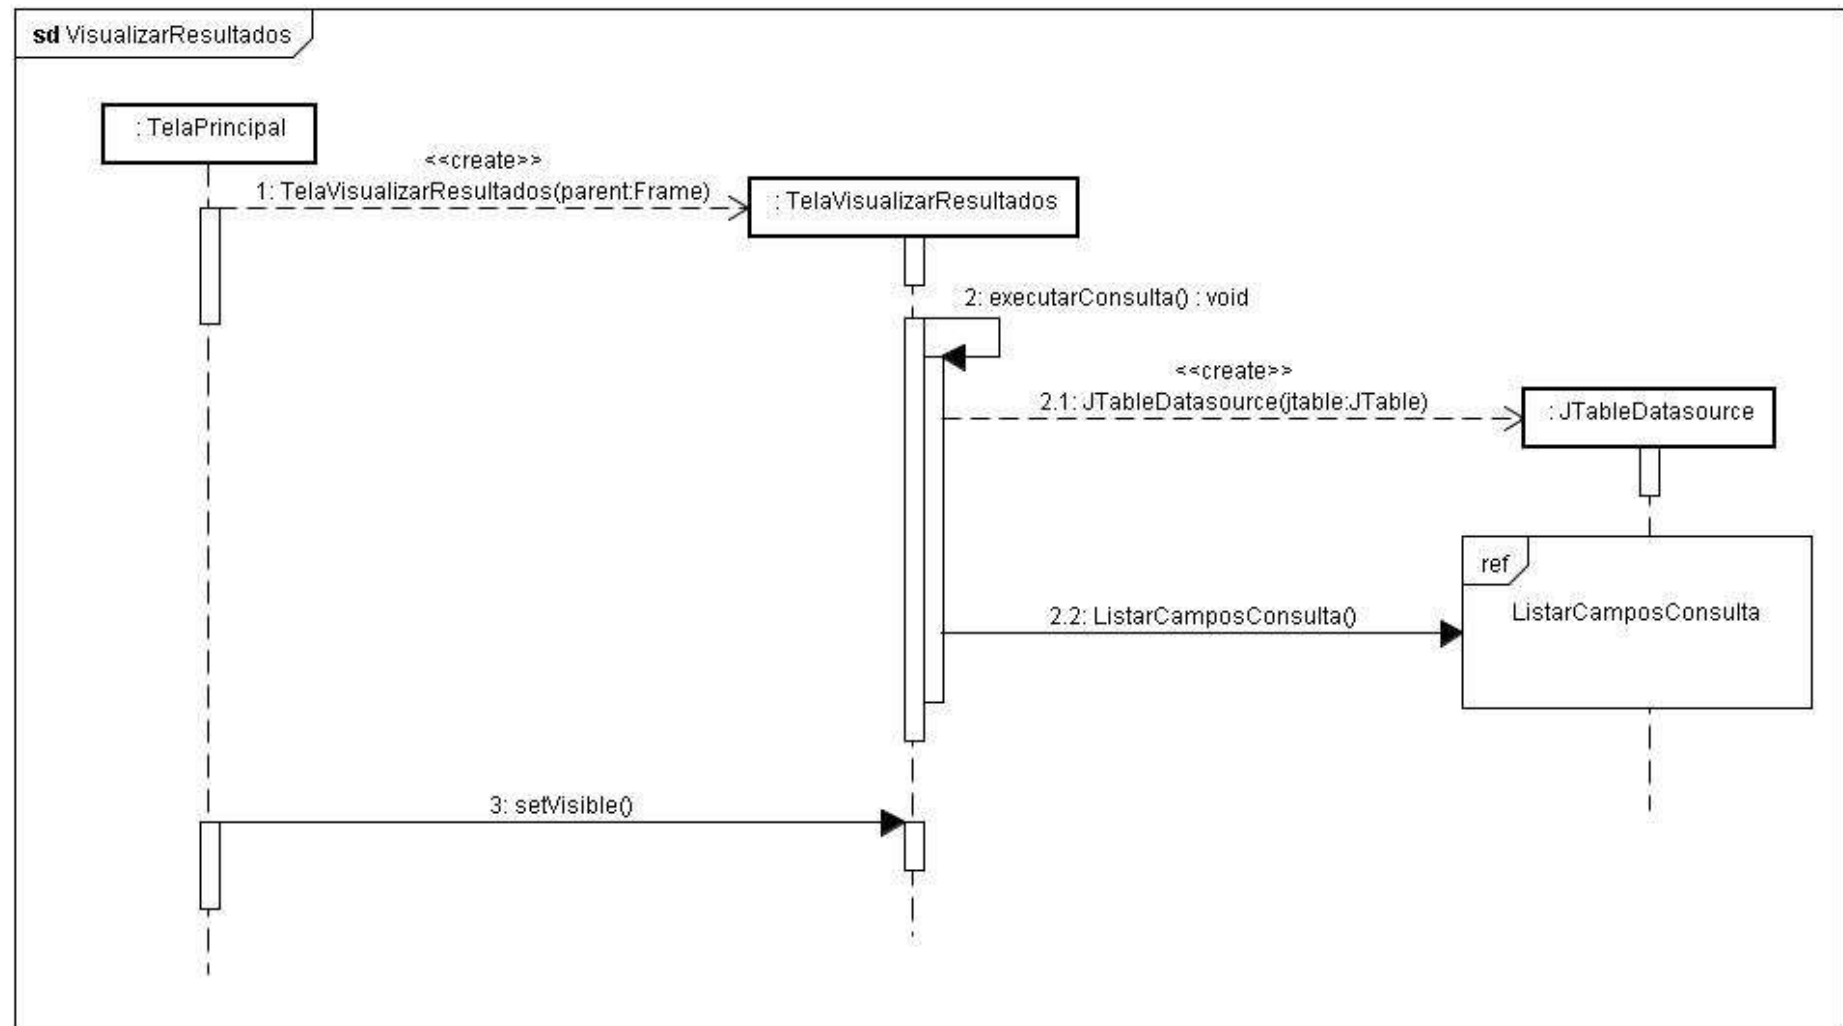 sd VisualizarResultados
: TelaPrincipal
<<create>>
1: TelaVisualizarResultados(parent:Frame)
: TelaVisualizarResultados
2: executarConsulta() : void
<<create>>
2.1: JTableDatasource(jtable:JTable)
: JTableDatasource
ref
ListarCamposConsulta
2.2: ListarCamposConsulta()
3: setVisible()